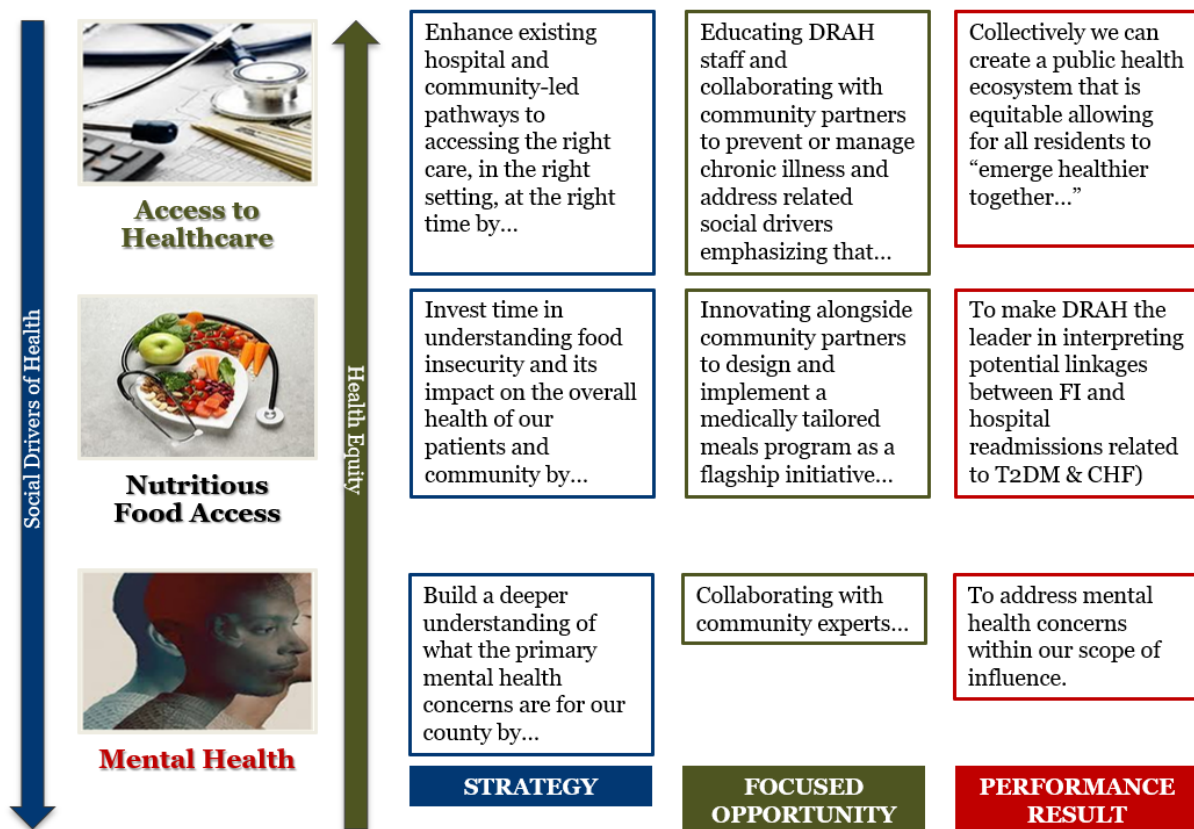 Social Drivers of Health
Health Equity
Access to
Healthcare
Enhance existing
hospital and
community-led
pathways to
accessing the right
care, in the right
setting, at the right
time by...
Educating DRAH
staff and
collaborating with
community partners
to prevent or manage
chronic illness and
address related
social drivers
emphasizing that...
Collectively we can
create a public health
ecosystem that is
equitable allowing
for all residents to
“emerge healthier
together...”
Nutritious
Food Access
Invest time in
understanding food
insecurity and its
impact on the overall
health of our
patients and
community by...
Innovating alongside
community partners
to design and
implement a
medically tailored
meals program as a
flagship initiative...
To make DRAH the
leader in interpreting
potential linkages
between FI and
hospital
readmissions related
to T2DM & CHF)
Mental Health
Build a deeper
understanding of
what the primary
mental health
concerns are for our
county by...
Collaborating with
community experts...
To address mental
health concerns
within our scope of
influence.
STRATEGY
FOCUSED
OPPORTUNITY
PERFORMANCE
RESULT